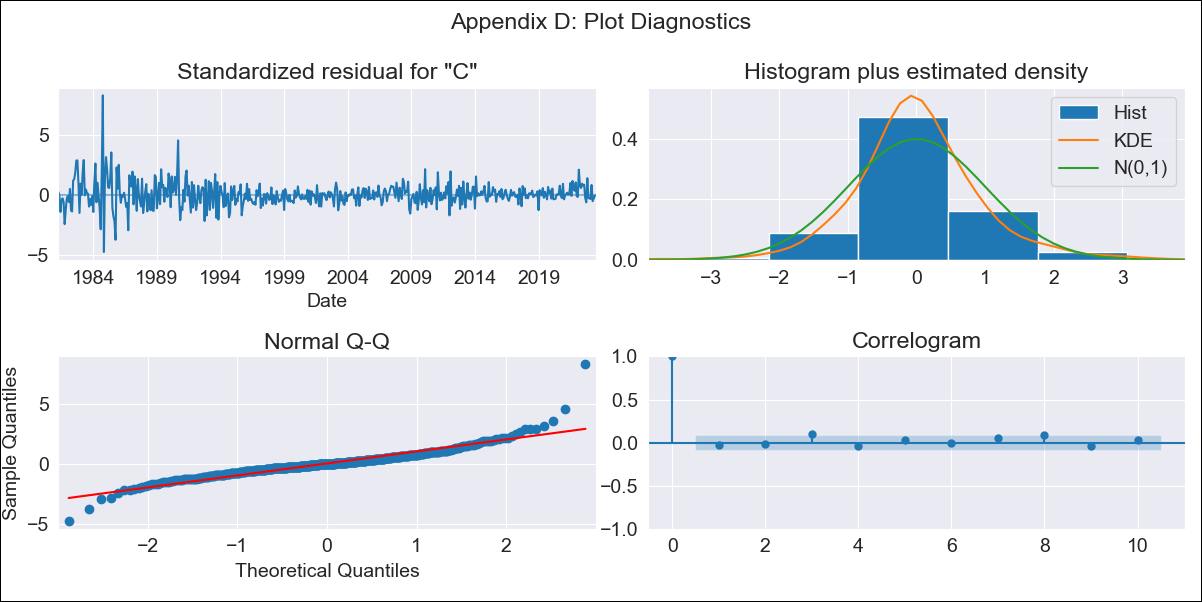 Appendix D: Plot Diagnostics
Standardized residual for "C"
5
0
−5
1984 1989 1994 1999 2004 2009 2014 2019
Date
Histogram plus estimated density
Hist
KDE
N(0,1)
0.4
0.2
0.0
−3 −2 −1 0 1 2 3
Normal Q-Q
Sample Quantiles
5
0
−5
−2 −1 0 1 2
Theoretical Quantiles
Correlogram
1.0
0.5
0.0
−0.5
−1.0
0 2 4 6 8 10